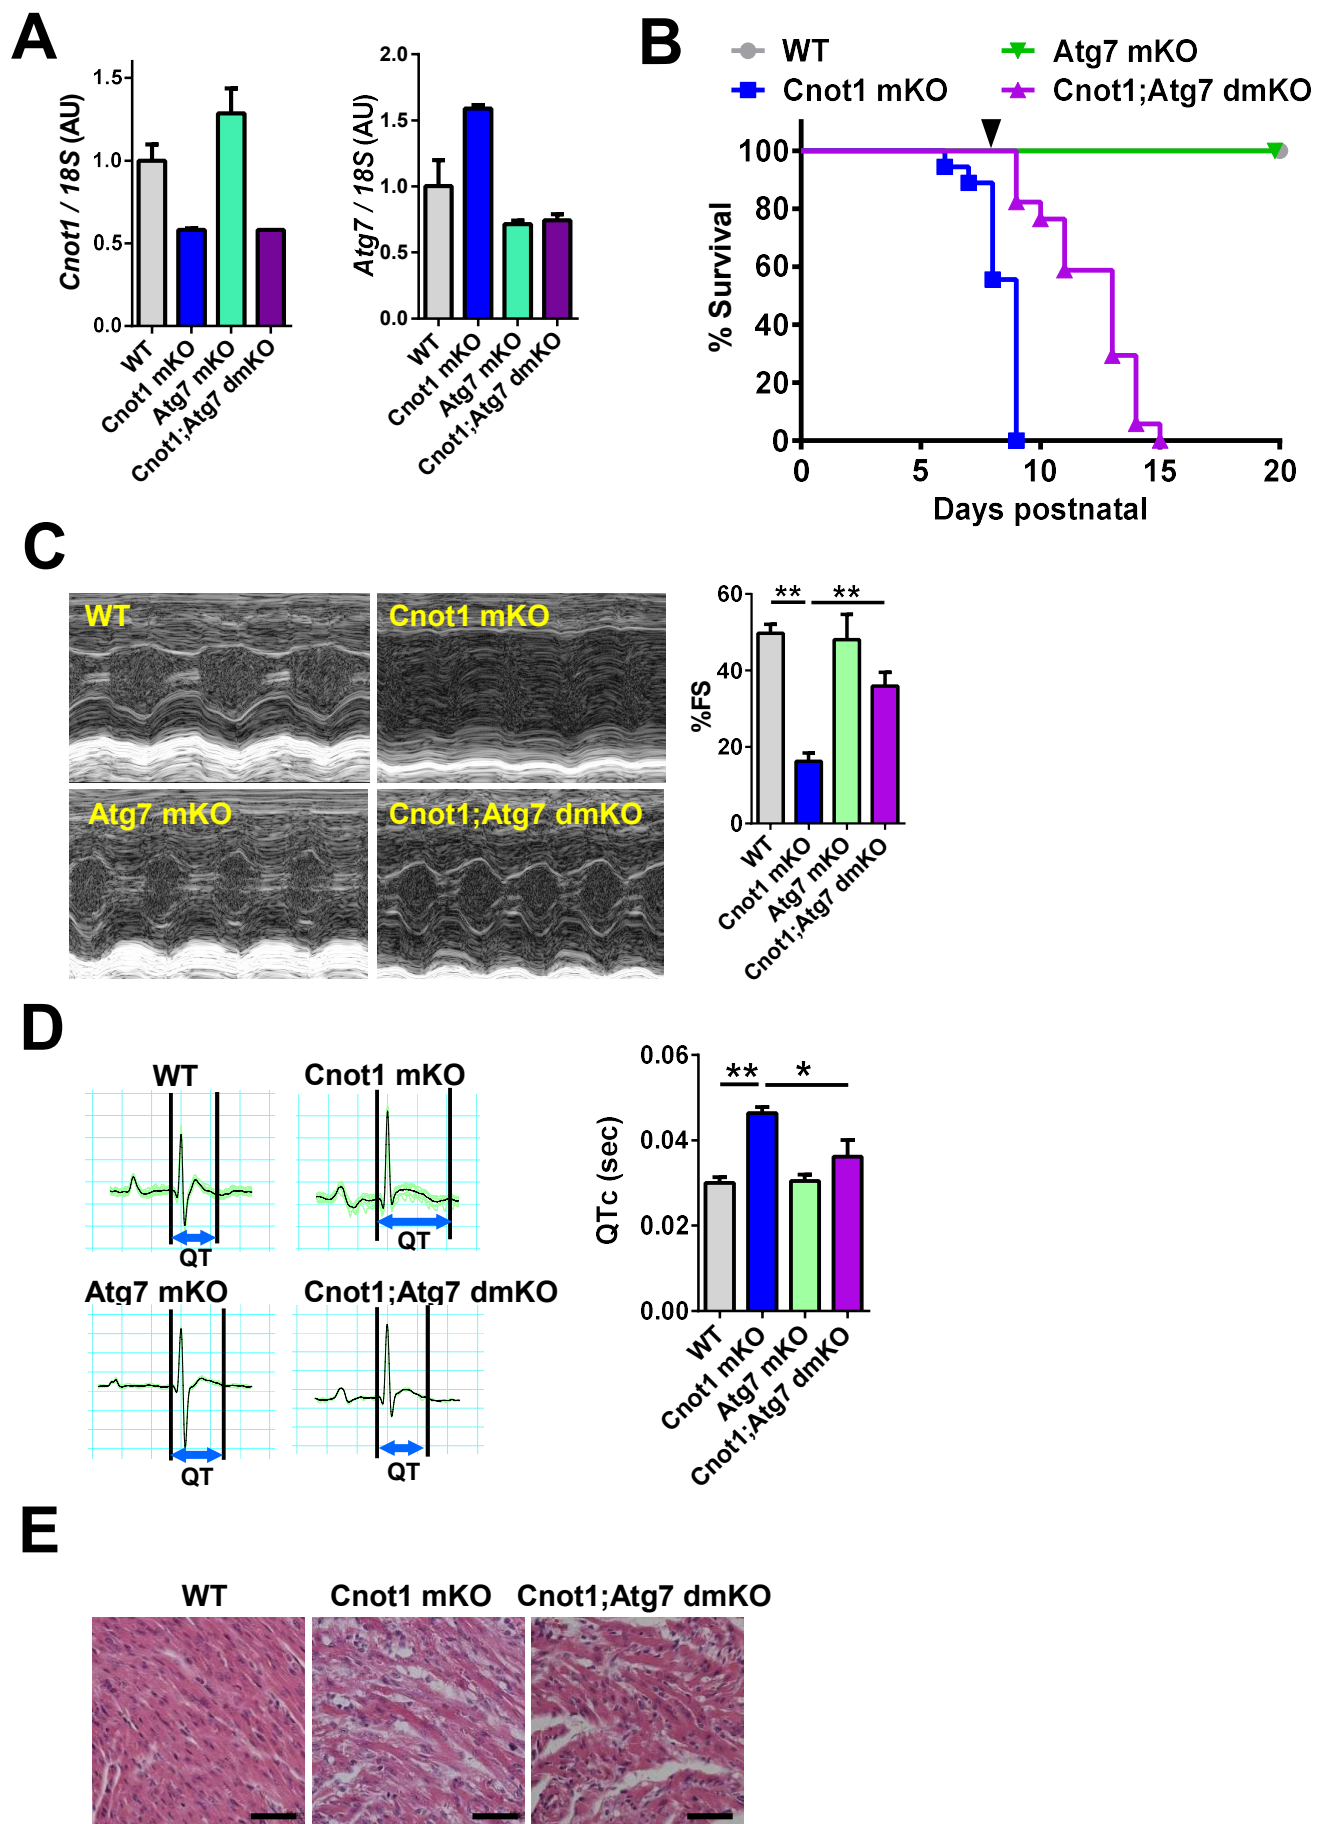 A
Cnot1 / 18S (AU)
1.5
1.0
0.5
0.0
WT
Cnot1 mKO
Atg7 mKO
Cnot1;Atg7 dmKO
Atg7 / 18S (AU)
2.0
1.5
1.0
0.5
0.0
WT
Cnot1 mKO
Atg7 mKO
Cnot1;Atg7 dmKO
B
WT
Atg7 mKO
Cnot1 mKO
Cnot1;Atg7 dmKO
% Survival
100
80
60
40
20
0
0 5 10 15 20
Days postnatal
C
WT
Cnot1 mKO
Atg7 mKO
Cnot1;Atg7 dmKO
%FS
60
40
20
0
** **
WT
Cnot1 mKO
Atg7 mKO
Cnot1;Atg7 dmKO
D
WT
QT
Cnot1 mKO
QT
Atg7 mKO
QT
Cnot1;Atg7 dmKO
QT
QTc (sec)
0.06
0.04
0.02
0.00
** *
WT
Cnot1 mKO
Atg7 mKO
Cnot1;Atg7 dmKO
E
WT
Cnot1 mKO
Cnot1;Atg7 dmKO